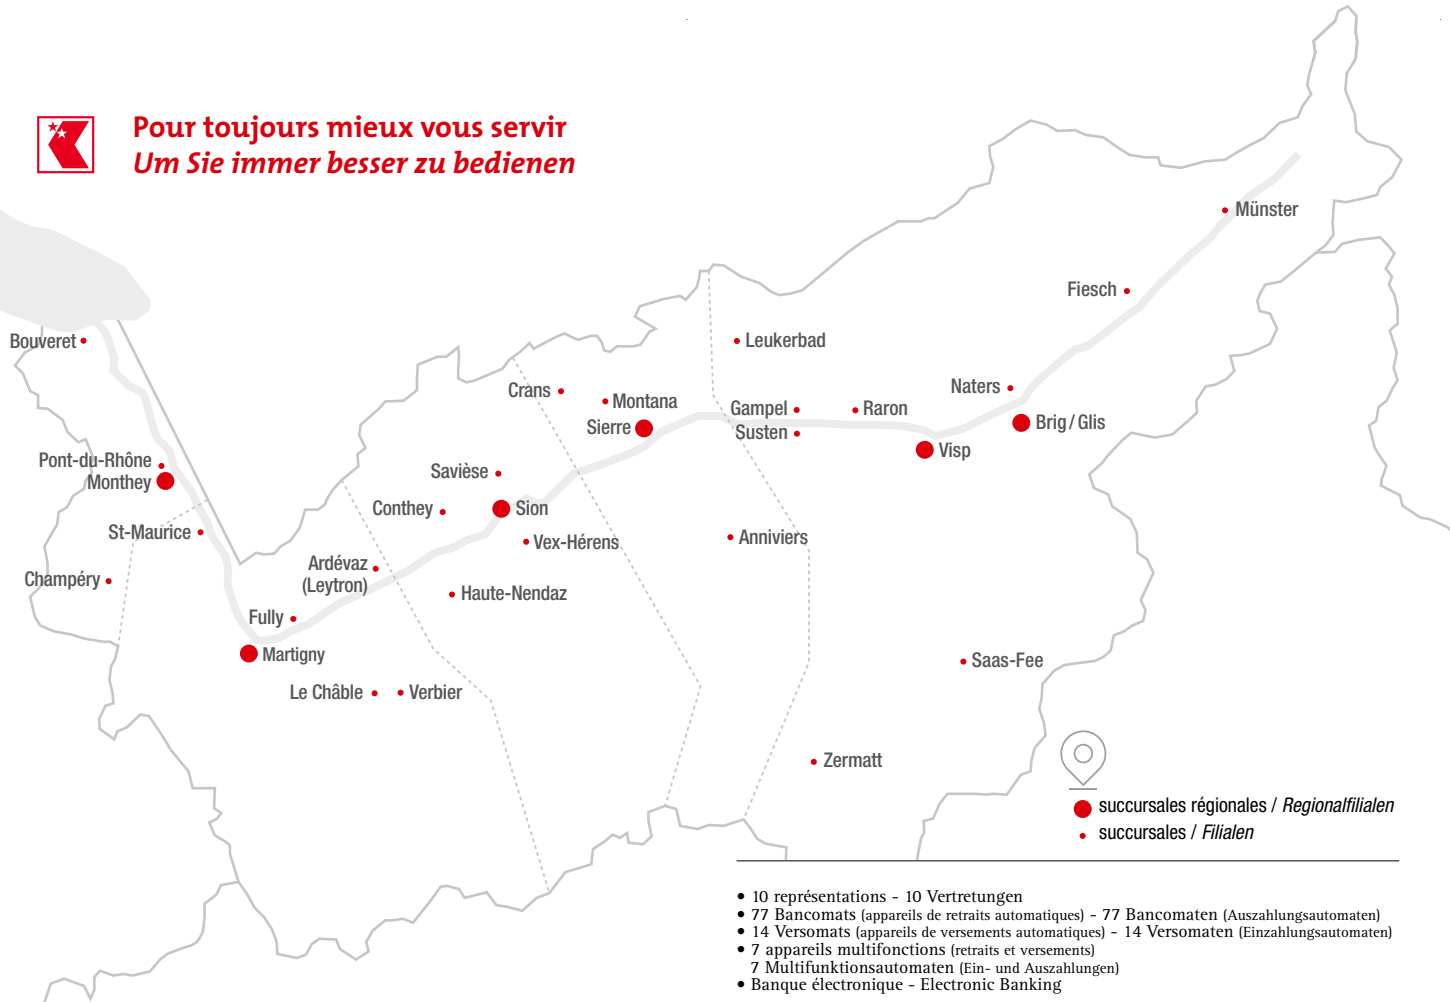 Pour toujours mieux vous servir
Um Sie immer besser zu bedienen
Münster
Fiesch
Bouveret
Leukerbad
Naters
Crans
Montana
Gampel
Raron
Sierre
Susten
Brig / Glis
Visp
Pont-du-Rhône
Monthey
Savièse
Conthey
Sion
St-Maurice
Vex-Hérens
Anniviers
Ardévaz
(Leytron)
Champéry
Haute-Nendaz
Fully
Martigny
Saas-Fee
Le Châble
Verbier
Zermatt
succursales régionales / Regionalfilialen
succursales / Filialen
• 10 représentations - 10 Vertretungen
• 77 Bancomats (appareils de retraits automatiques) - 77 Bancomaten (Auszahlungsautomaten)
• 14 Versomats (appareils de versements automatiques) - 14 Versomaten (Einzahlungsautomaten)
• 7 appareils multifonctions (retraits et versements)
7 Multifunktionsautomaten (Ein- und Auszahlungen)
• Banque électronique - Electronic Banking